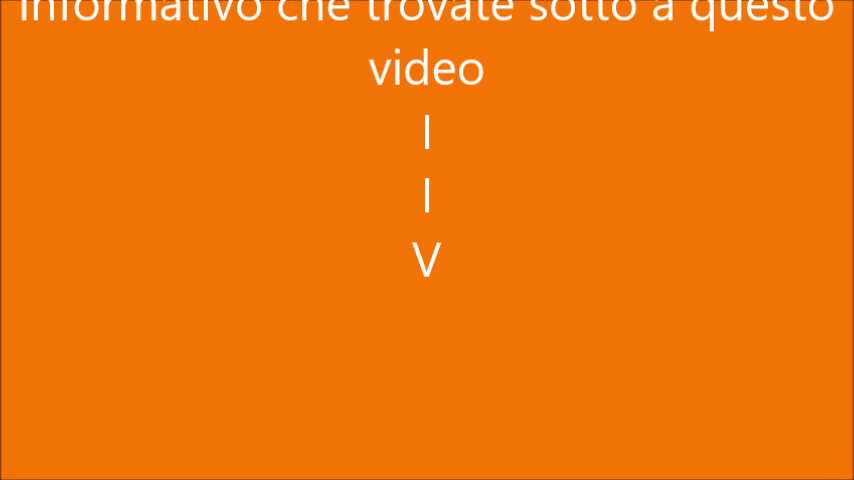 informativo che trovate sotto a questo
video
|
|
V